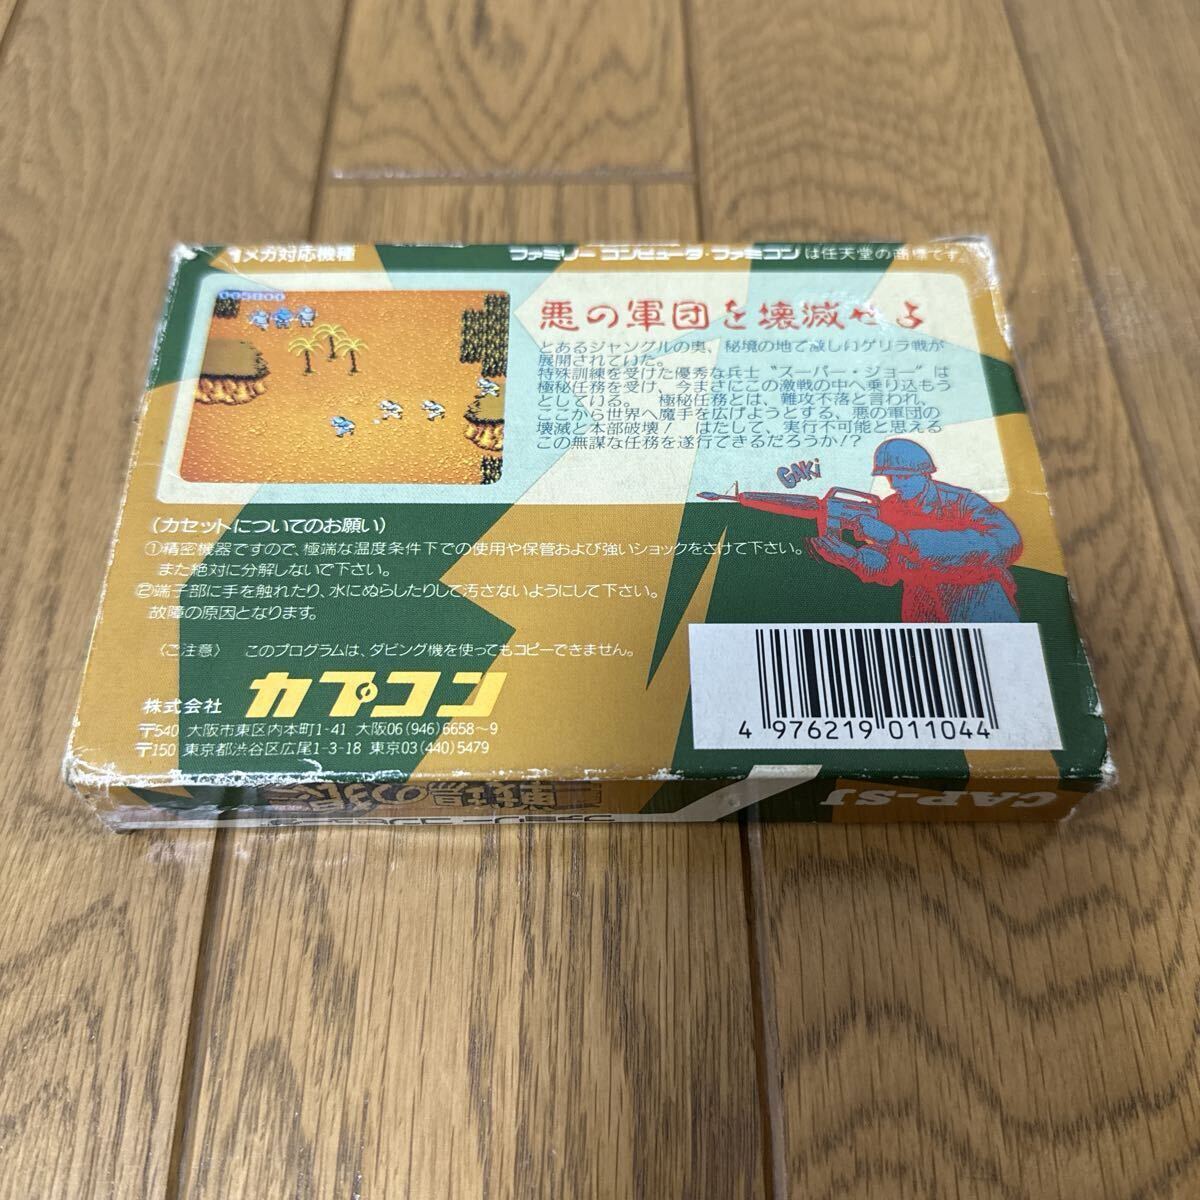 1メガ対応機種
ファミリーコンピュータ・ファミコンは任天堂の商標です。
005800
悪の軍団を壊滅せよ
とあるジャングルの奥、秘境の地で激しいゲリラ戦が
展開されていた。
特殊訓練を受けた優秀な兵士“スーパー・ジョー”は
極秘任務を受け、今まさにこの激戦の中へ乗り込もう
としている。 極秘任務とは、難攻不落と言われ、
ここから世界へ魔手を広げようとする、悪の軍団の
壊滅と本部破壊! はたして、実行不可能と思える
この無謀な任務を遂行できるだろうか!?
GAKi
(カセットについてのお願い)
①精密機器ですので、極端な温度条件下での使用や保管および強いショックをさけて下さい。
また絶対に分解しないで下さい。
②端子部に手を触れたり、水にぬらしたりして汚さないようにして下さい。
故障の原因となります。
〈ご注意〉 このプログラムは、ダビング機を使ってもコピーできません。
株式会社 カプコン
〒540 大阪市東区内本町1-41 大阪06(946)6658~9
〒150 東京都渋谷区広尾1-3-18 東京03(440)5479
4 976219 011044
戦場の狼
ファミリーコンピュータ
CAP-SJ